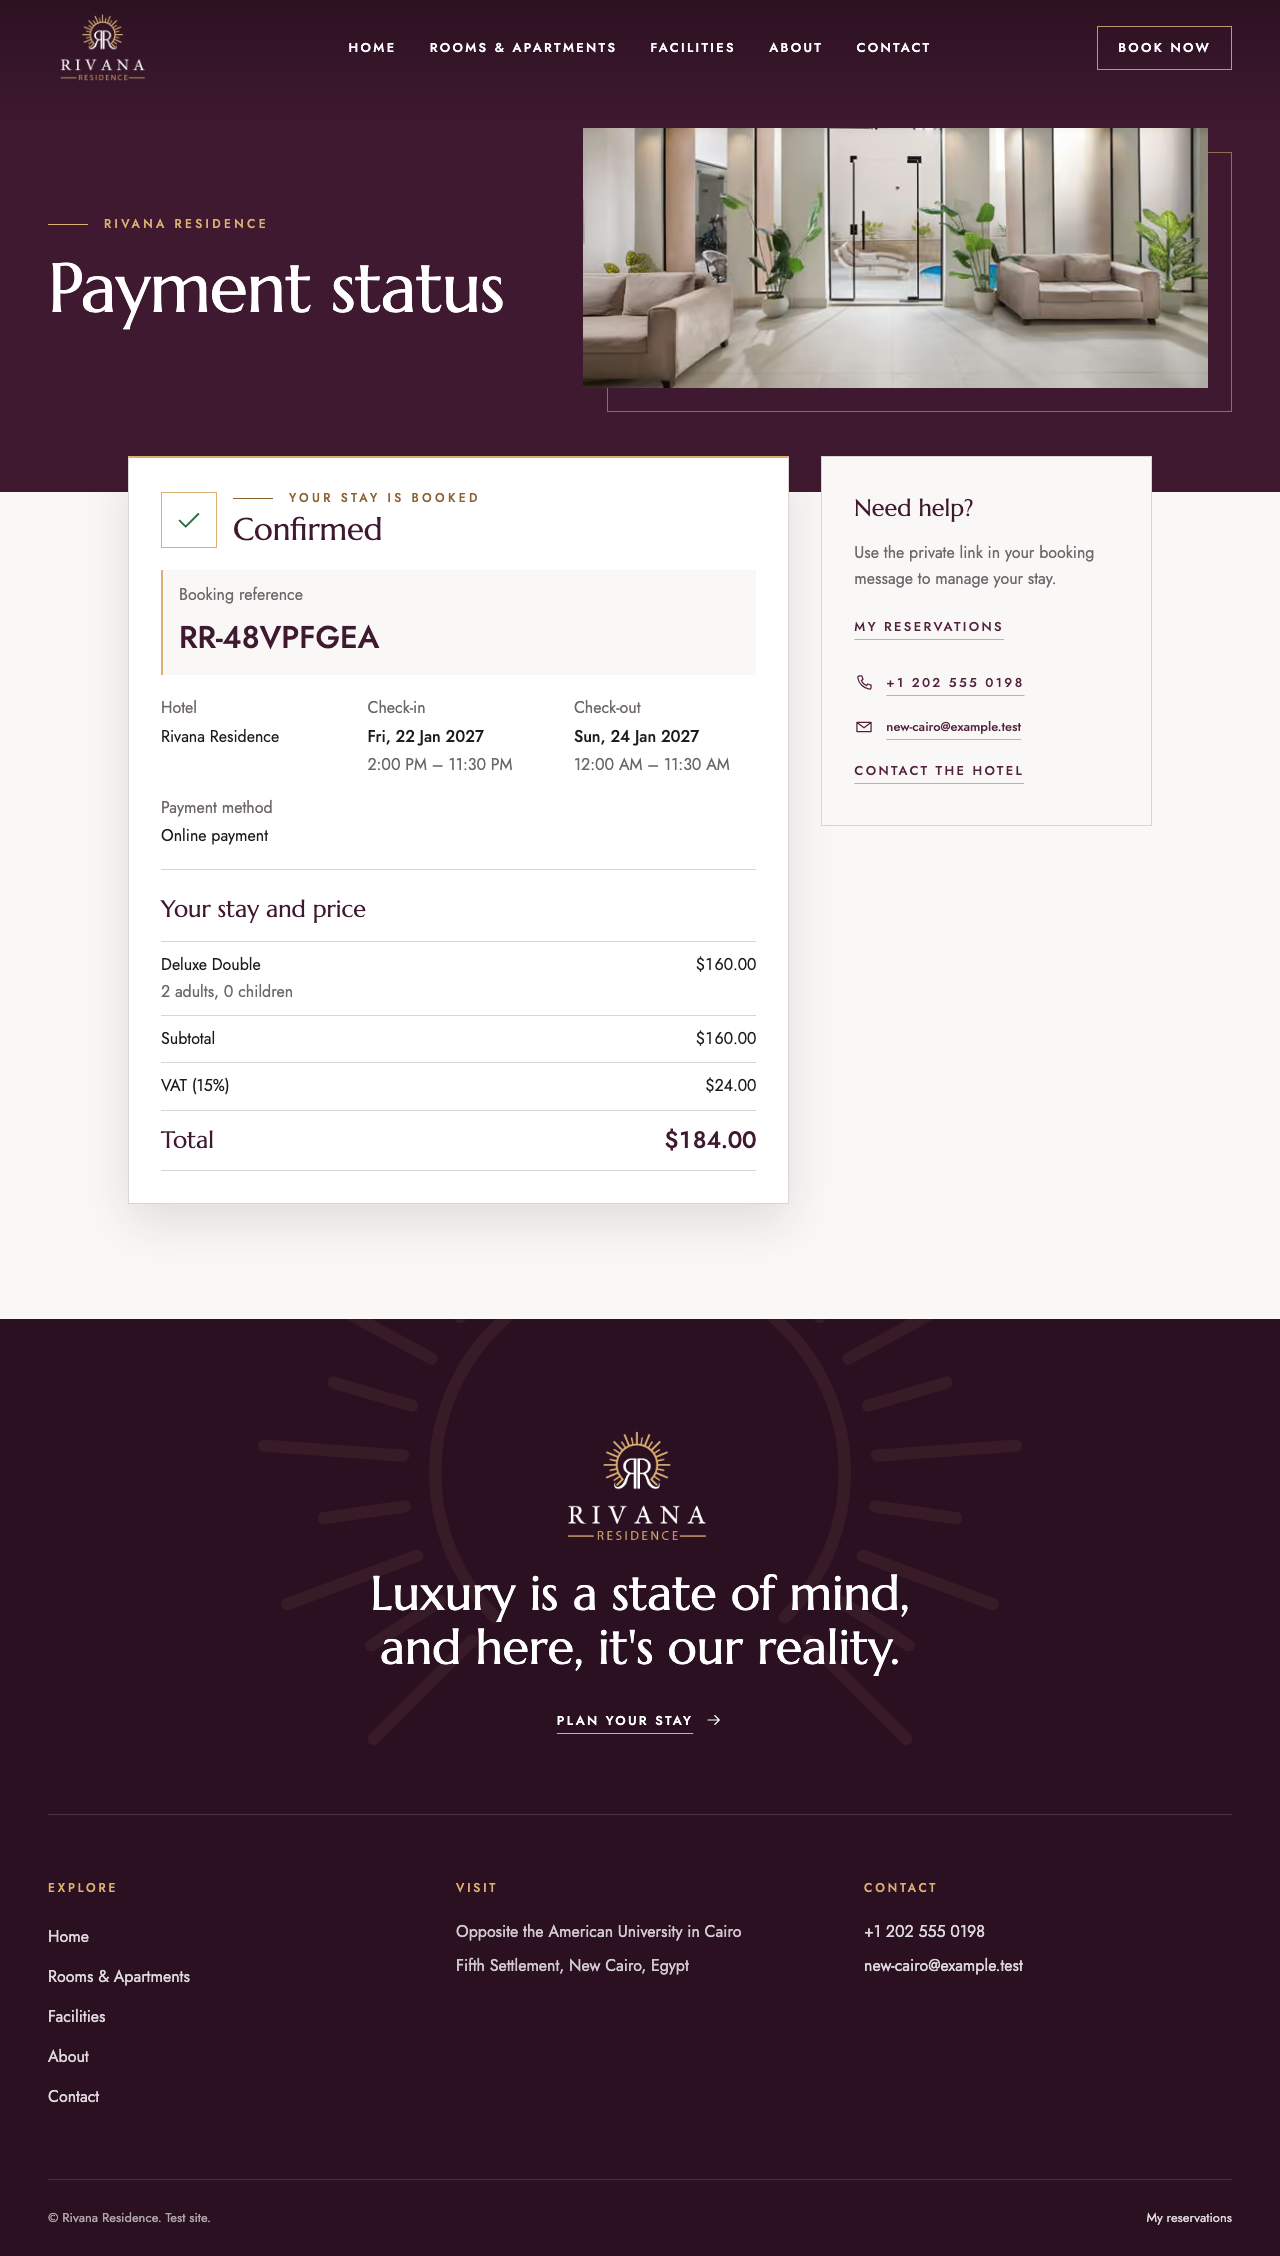 RIVANA
RESIDENCE
HOME
ROOMS & APARTMENTS
FACILITIES
ABOUT
CONTACT
BOOK NOW
RIVANA RESIDENCE
Payment status
YOUR STAY IS BOOKED
Confirmed
Booking reference
RR-48VPFGEA
Hotel
Rivana Residence
Check-in
Fri, 22 Jan 2027
2:00 PM – 11:30 PM
Check-out
Sun, 24 Jan 2027
12:00 AM – 11:30 AM
Payment method
Online payment
Your stay and price
Deluxe Double $160.00
2 adults, 0 children
Subtotal $160.00
VAT (15%) $24.00
Total $184.00
Need help?
Use the private link in your booking
message to manage your stay.
MY RESERVATIONS
+1 202 555 0198
new-cairo@example.test
CONTACT THE HOTEL
RIVANA
RESIDENCE
Luxury is a state of mind,
and here, it's our reality.
PLAN YOUR STAY
EXPLORE
Home
Rooms & Apartments
Facilities
About
Contact
VISIT
Opposite the American University in Cairo
Fifth Settlement, New Cairo, Egypt
CONTACT
+1 202 555 0198
new-cairo@example.test
© Rivana Residence. Test site.
My reservations